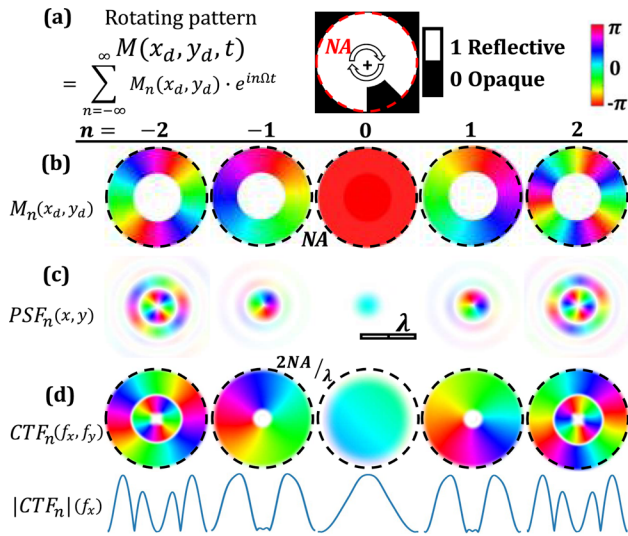 (a) Rotating pattern
M(x_d, y_d, t)
= ∑_{n=-∞}^{∞} M_n(x_d, y_d) · e^{inΩt}
NA
+
1 Reflective
0 Opaque
π
0
-π
n = -2 -1 0 1 2
(b)
M_n(x_d, y_d)
NA
(c)
PSF_n(x, y)
λ
(d)
2NA/λ
CTF_n(f_x, f_y)
|CTF_n|(f_x)